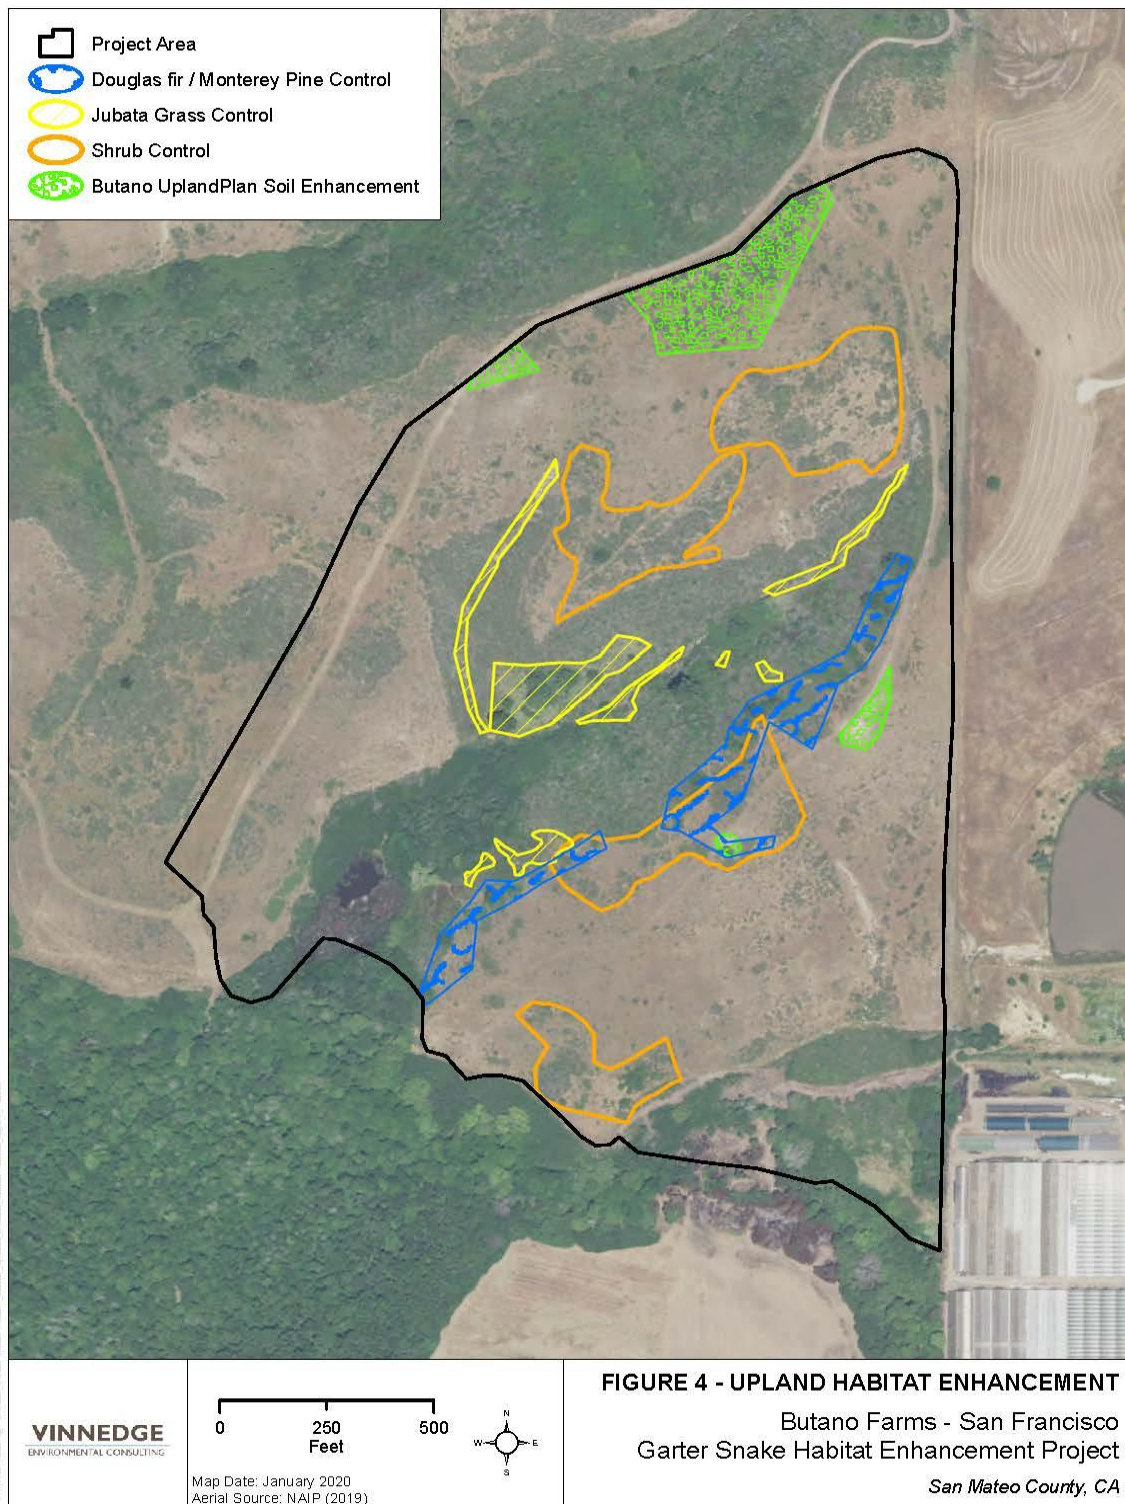 Project Area
Douglas fir / Monterey Pine Control
Jubata Grass Control
Shrub Control
Butano UplandPlan Soil Enhancement
VINNEDGE
ENVIRONMENTAL CONSULTING
0 250 500
Feet
Map Date: January 2020
Aerial Source: NAIP (2019)
N
W E
S
FIGURE 4 - UPLAND HABITAT ENHANCEMENT
Butano Farms - San Francisco
Garter Snake Habitat Enhancement Project
San Mateo County, CA